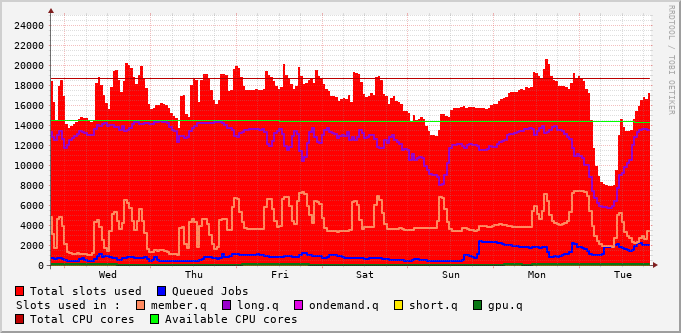 24000
22000
20000
18000
16000
14000
12000
10000
8000
6000
4000
2000
0
Wed Thu Fri Sat Sun Mon Tue
RRDTOOL / TOBI OETIKER
Total slots used Queued Jobs
Slots used in : member.q long.q ondemand.q short.q gpu.q
Total CPU cores Available CPU cores